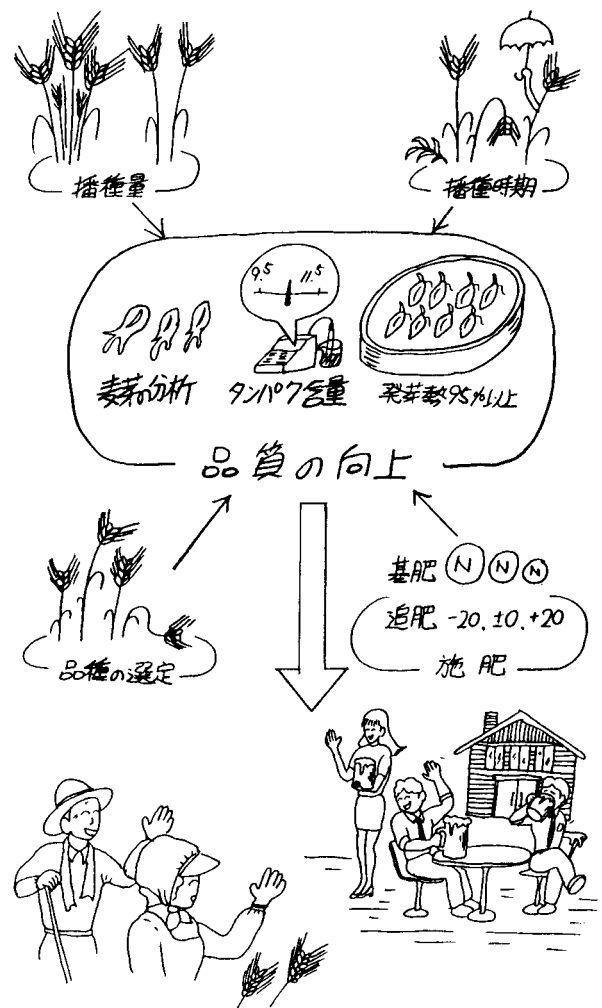 播種量
播種時期
9.5 11.5
麦芽の分析
タンパク含量
発芽勢95%以上
品質の向上
基肥 N N N
追肥 -20.±0.+20
施肥
品種の選定